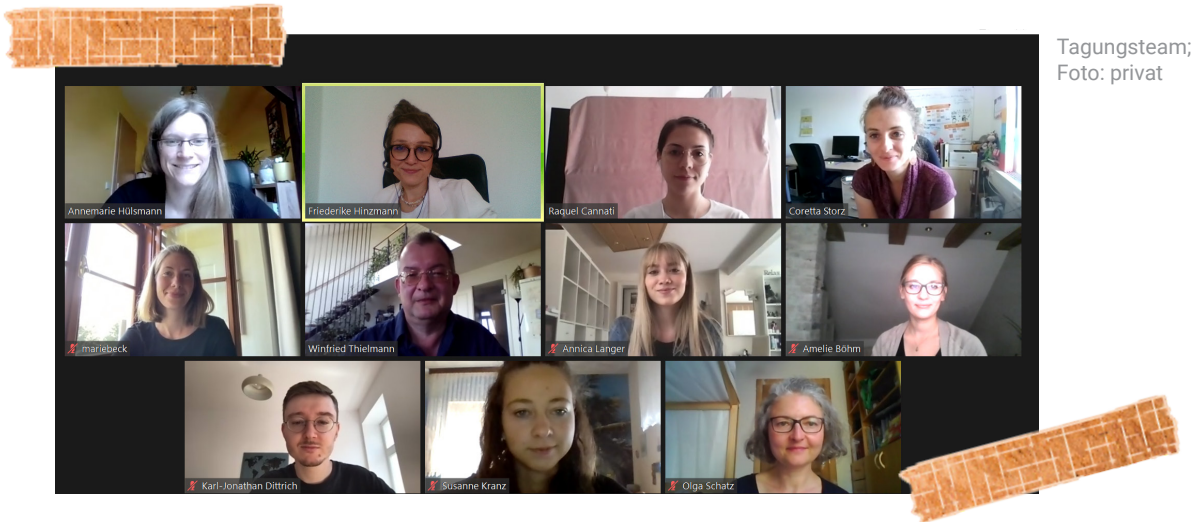 Tagungsteam;
Foto: privat
Annemarie Hülsmann
Friederike Hinzmann
Raquel Cannati
Coretta Storz
mariebeck
Winfried Thielmann
Annica Langer
Amelie Böhm
Karl-Jonathan Dittrich
Susanne Kranz
Olga Schatz